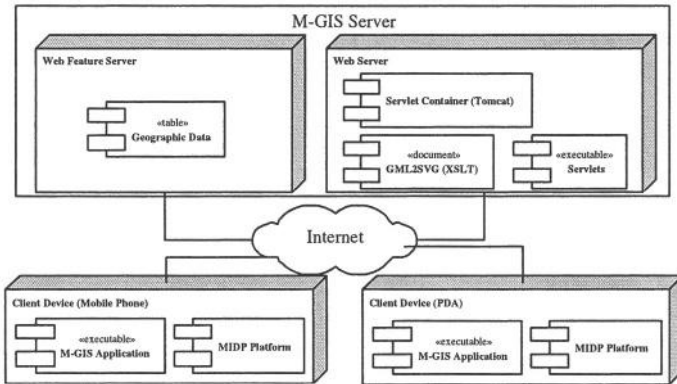 M-GIS Server
Web Feature Server
«table»
Geographic Data
Web Server
Servlet Container (Tomcat)
«document»
GML2SVG (XSLT)
«executable»
Servlets
Internet
Client Device (Mobile Phone)
«executable»
M-GIS Application
MIDP Platform
Client Device (PDA)
«executable»
M-GIS Application
MIDP Platform